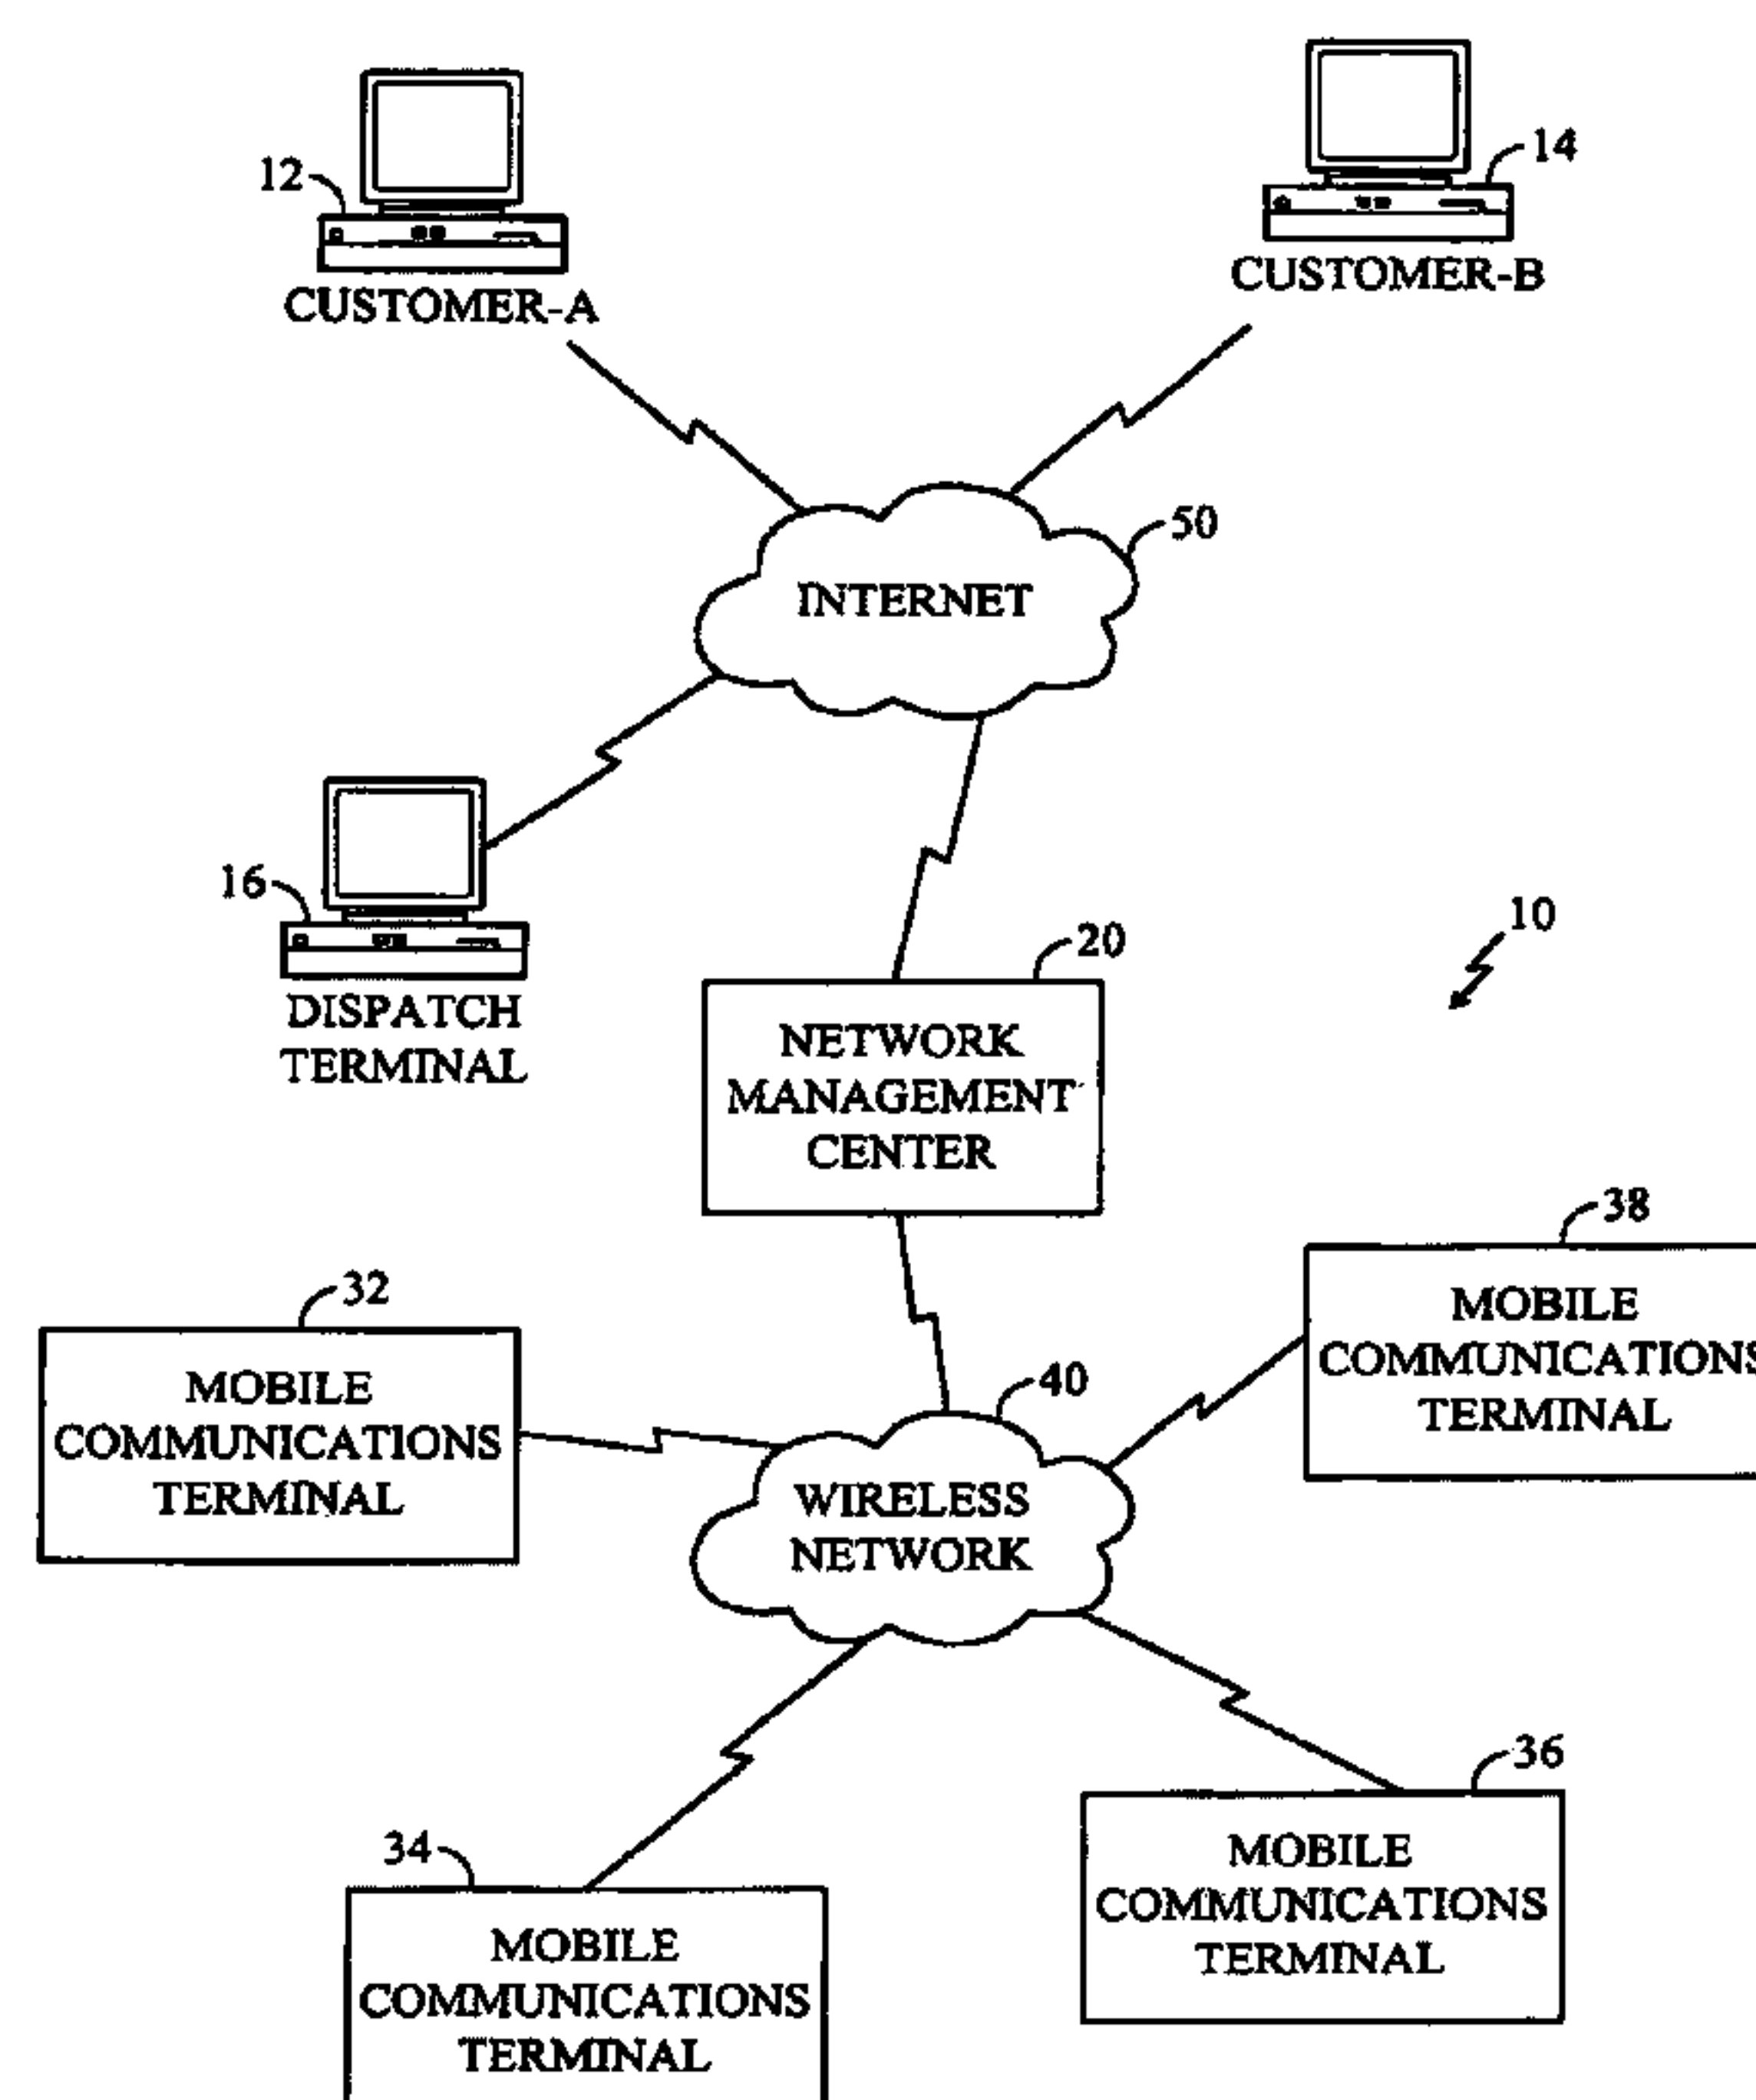 12
CUSTOMER-A
14
CUSTOMER-B
50
INTERNET
16
DISPATCH
TERMINAL
20
NETWORK
MANAGEMENT
CENTER
10
32
MOBILE
COMMUNICATIONS
TERMINAL
38
MOBILE
COMMUNICATIONS
TERMINAL
40
WIRELESS
NETWORK
34
MOBILE
COMMUNICATIONS
TERMINAL
36
MOBILE
COMMUNICATIONS
TERMINAL